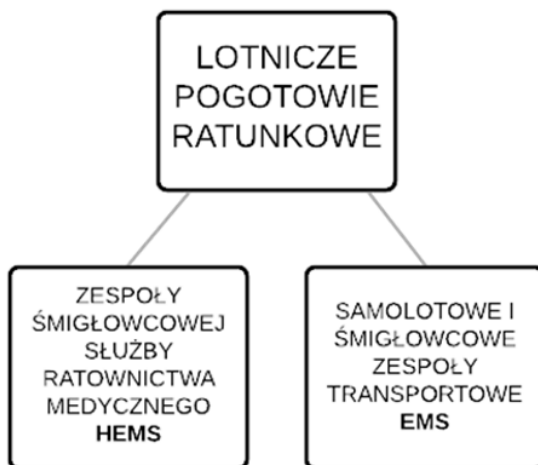 LOTNICZE
POGOTOWIE
RATUNKOWE
ZESPOŁY
ŚMIGŁOWCOWEJ
SŁUŻBY
RATOWNICTWA
MEDYCZNEGO
HEMS
SAMOLOTOWE I
ŚMIGŁOWCOWE
ZESPOŁY
TRANSPORTOWE
EMS